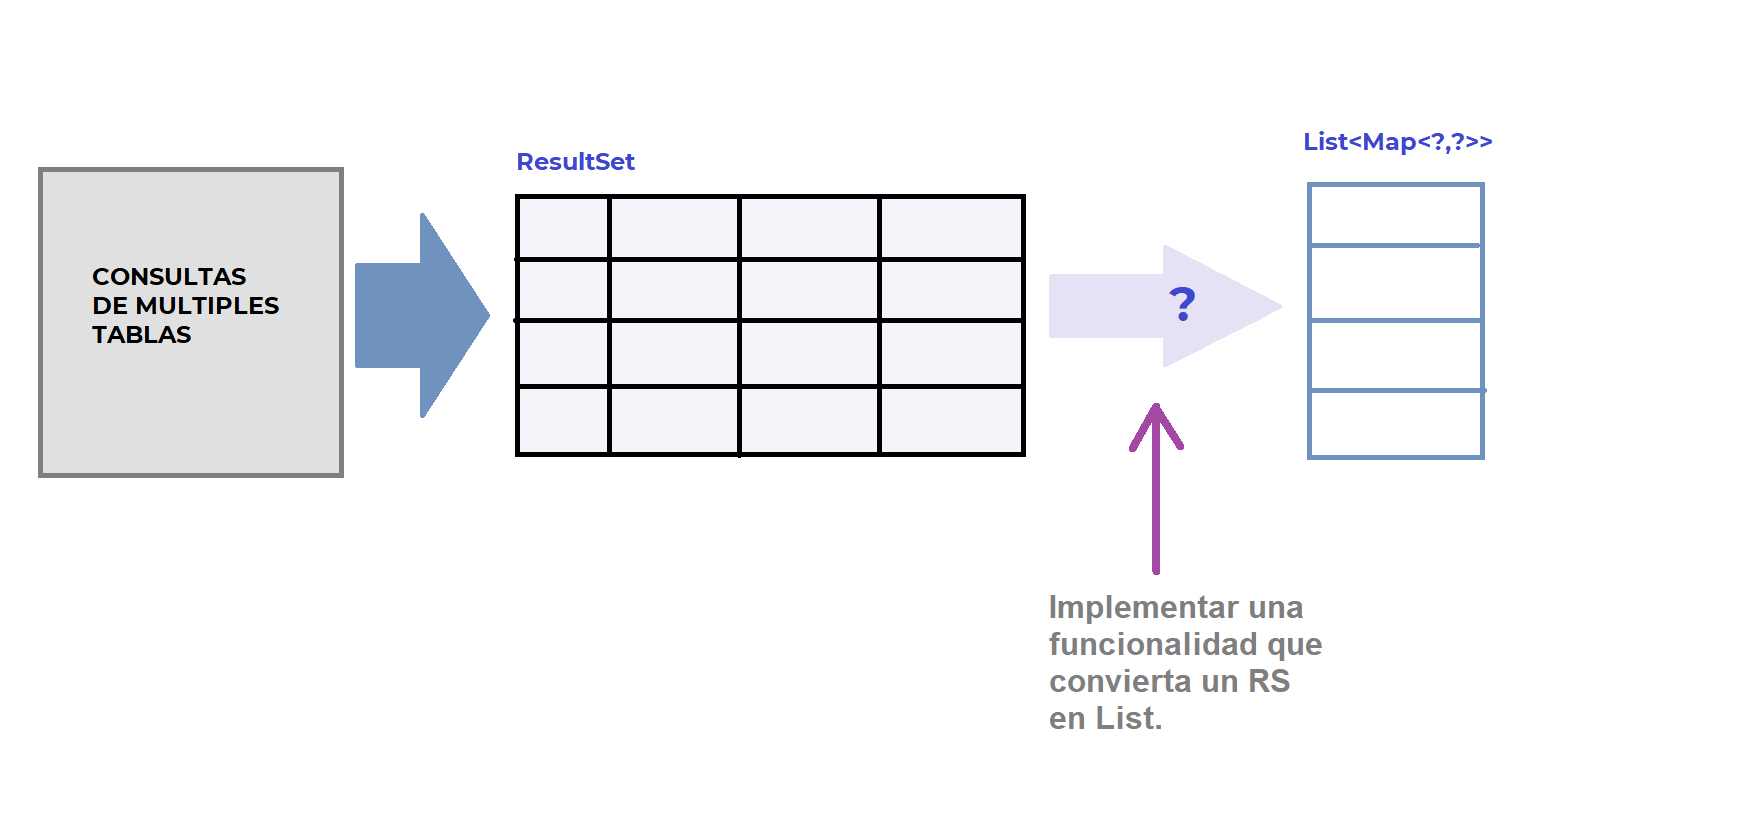 CONSULTAS
DE MULTIPLES
TABLAS
ResultSet
?
List<Map<?,?>>
Implementar una
funcionalidad que
convierta un RS
en List.